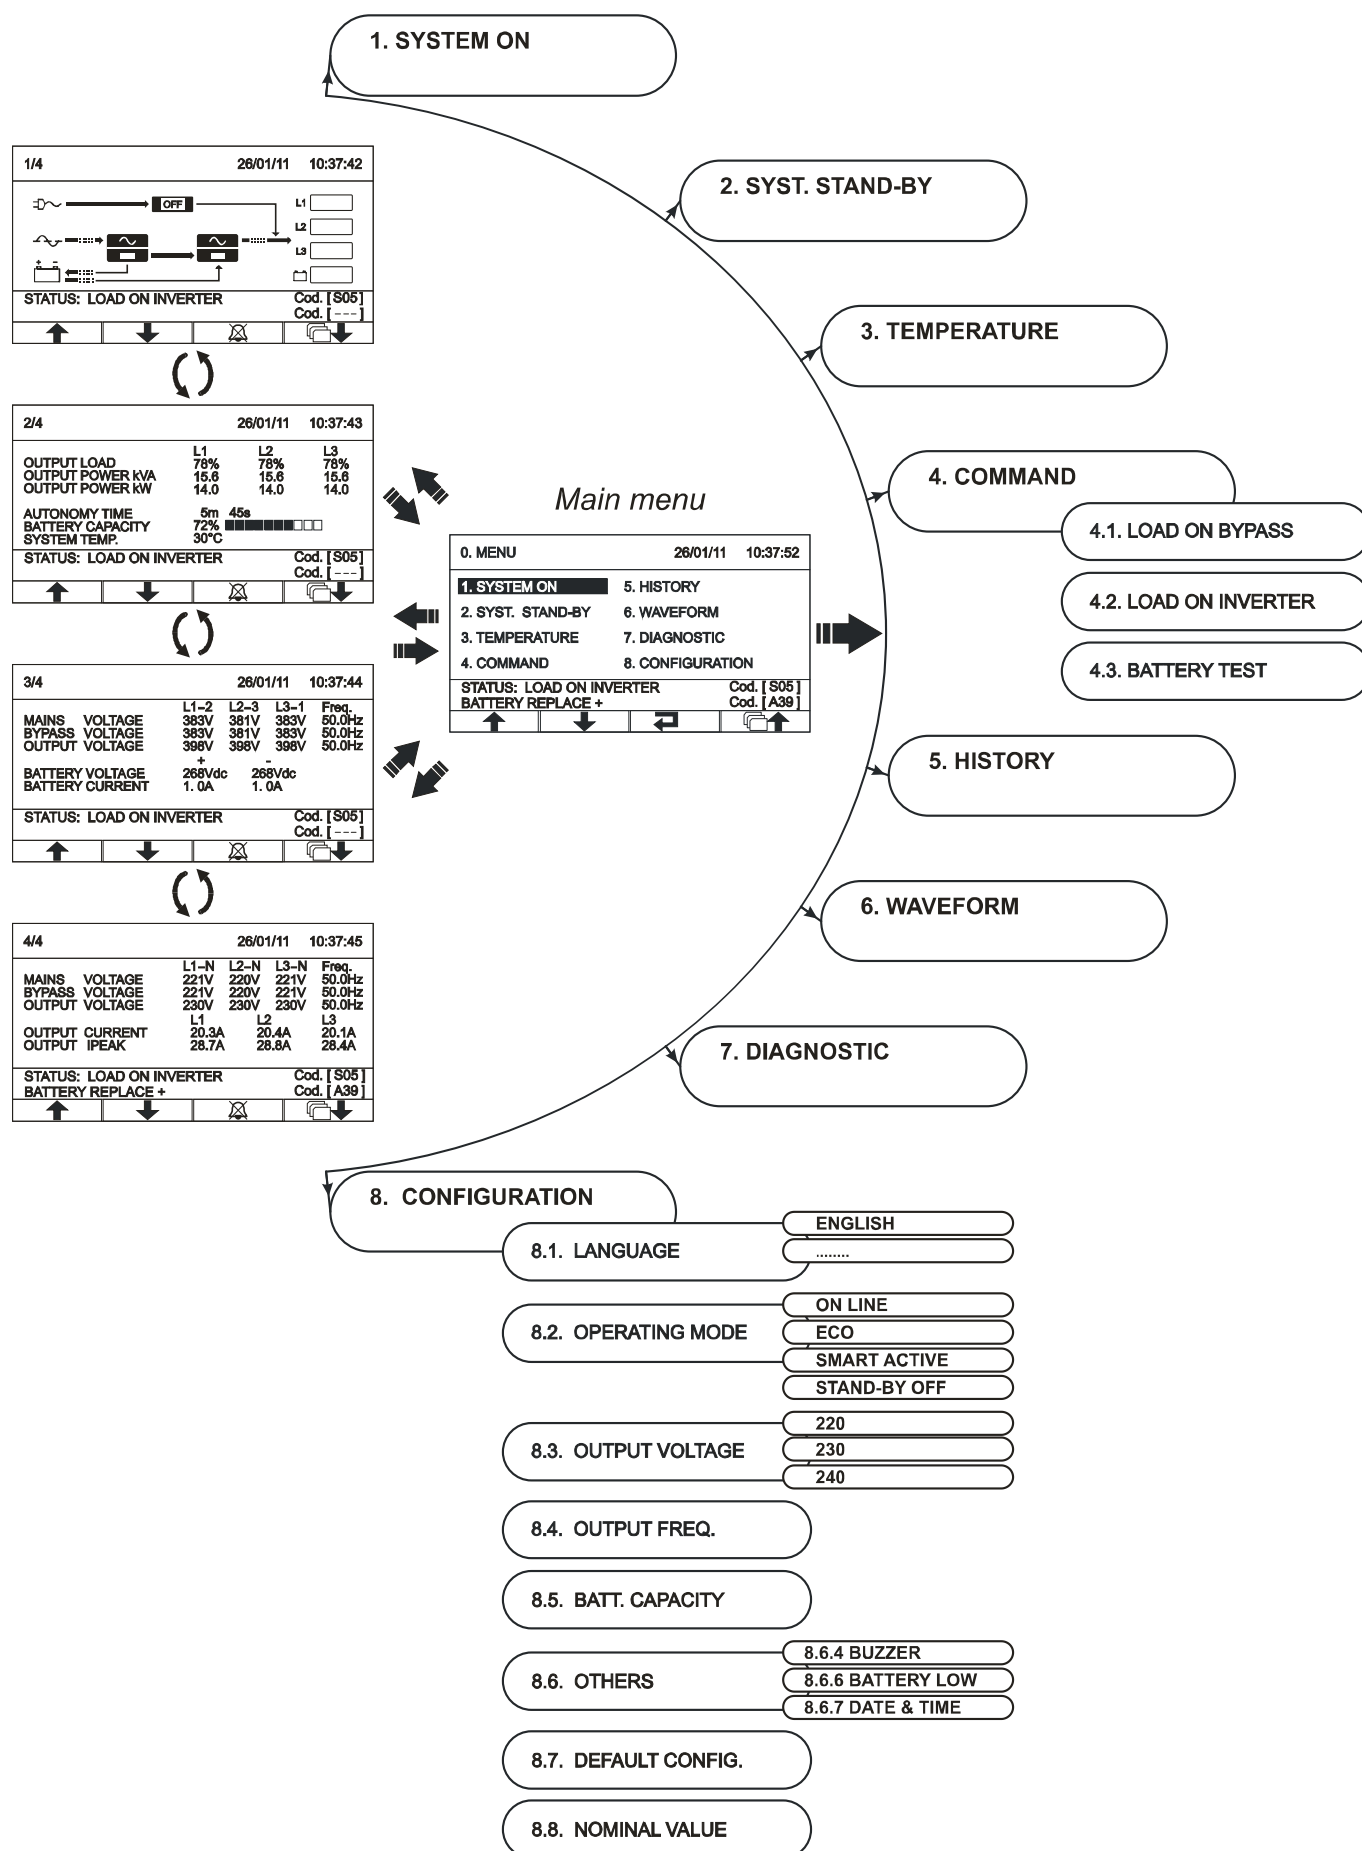 1. SYSTEM ON
2. SYST. STAND-BY
3. TEMPERATURE
4. COMMAND
4.1. LOAD ON BYPASS
4.2. LOAD ON INVERTER
4.3. BATTERY TEST
5. HISTORY
6. WAVEFORM
7. DIAGNOSTIC
8. CONFIGURATION
8.1. LANGUAGE
ENGLISH
........
8.2. OPERATING MODE
ON LINE
ECO
SMART ACTIVE
STAND-BY OFF
8.3. OUTPUT VOLTAGE
220
230
240
8.4. OUTPUT FREQ.
8.5. BATT. CAPACITY
8.6. OTHERS
8.6.4 BUZZER
8.6.6 BATTERY LOW
8.6.7 DATE & TIME
8.7. DEFAULT CONFIG.
8.8. NOMINAL VALUE
1/4 26/01/11 10:37:42
OFF
L1
L2
L3
+ -
STATUS: LOAD ON INVERTER Cod. [S05]
Cod. [---]
2/4 26/01/11 10:37:43
L1 L2 L3
OUTPUT LOAD 78% 78% 78%
OUTPUT POWER kVA 15.6 15.6 15.6
OUTPUT POWER kW 14.0 14.0 14.0
AUTONOMY TIME 5m 45s
BATTERY CAPACITY 72%
SYSTEM TEMP. 30°C
STATUS: LOAD ON INVERTER Cod. [S05]
Cod. [---]
3/4 26/01/11 10:37:44
L1-2 L2-3 L3-1 Freq.
MAINS VOLTAGE 383V 381V 383V 50.0Hz
BYPASS VOLTAGE 383V 381V 383V 50.0Hz
OUTPUT VOLTAGE 398V 398V 398V 50.0Hz
+ -
BATTERY VOLTAGE 268Vdc 268Vdc
BATTERY CURRENT 1. 0A 1. 0A
STATUS: LOAD ON INVERTER Cod. [S05]
Cod. [---]
4/4 26/01/11 10:37:45
L1-N L2-N L3-N Freq.
MAINS VOLTAGE 221V 220V 221V 50.0Hz
BYPASS VOLTAGE 221V 220V 221V 50.0Hz
OUTPUT VOLTAGE 230V 230V 230V 50.0Hz
L1 L2 L3
OUTPUT CURRENT 20.3A 20.4A 20.1A
OUTPUT IPEAK 28.7A 28.8A 28.4A
STATUS: LOAD ON INVERTER Cod. [S05]
BATTERY REPLACE + Cod. [A39]
Main menu
0. MENU 26/01/11 10:37:52
1. SYSTEM ON 5. HISTORY
2. SYST. STAND-BY 6. WAVEFORM
3. TEMPERATURE 7. DIAGNOSTIC
4. COMMAND 8. CONFIGURATION
STATUS: LOAD ON INVERTER Cod. [S05]
BATTERY REPLACE + Cod. [A39]